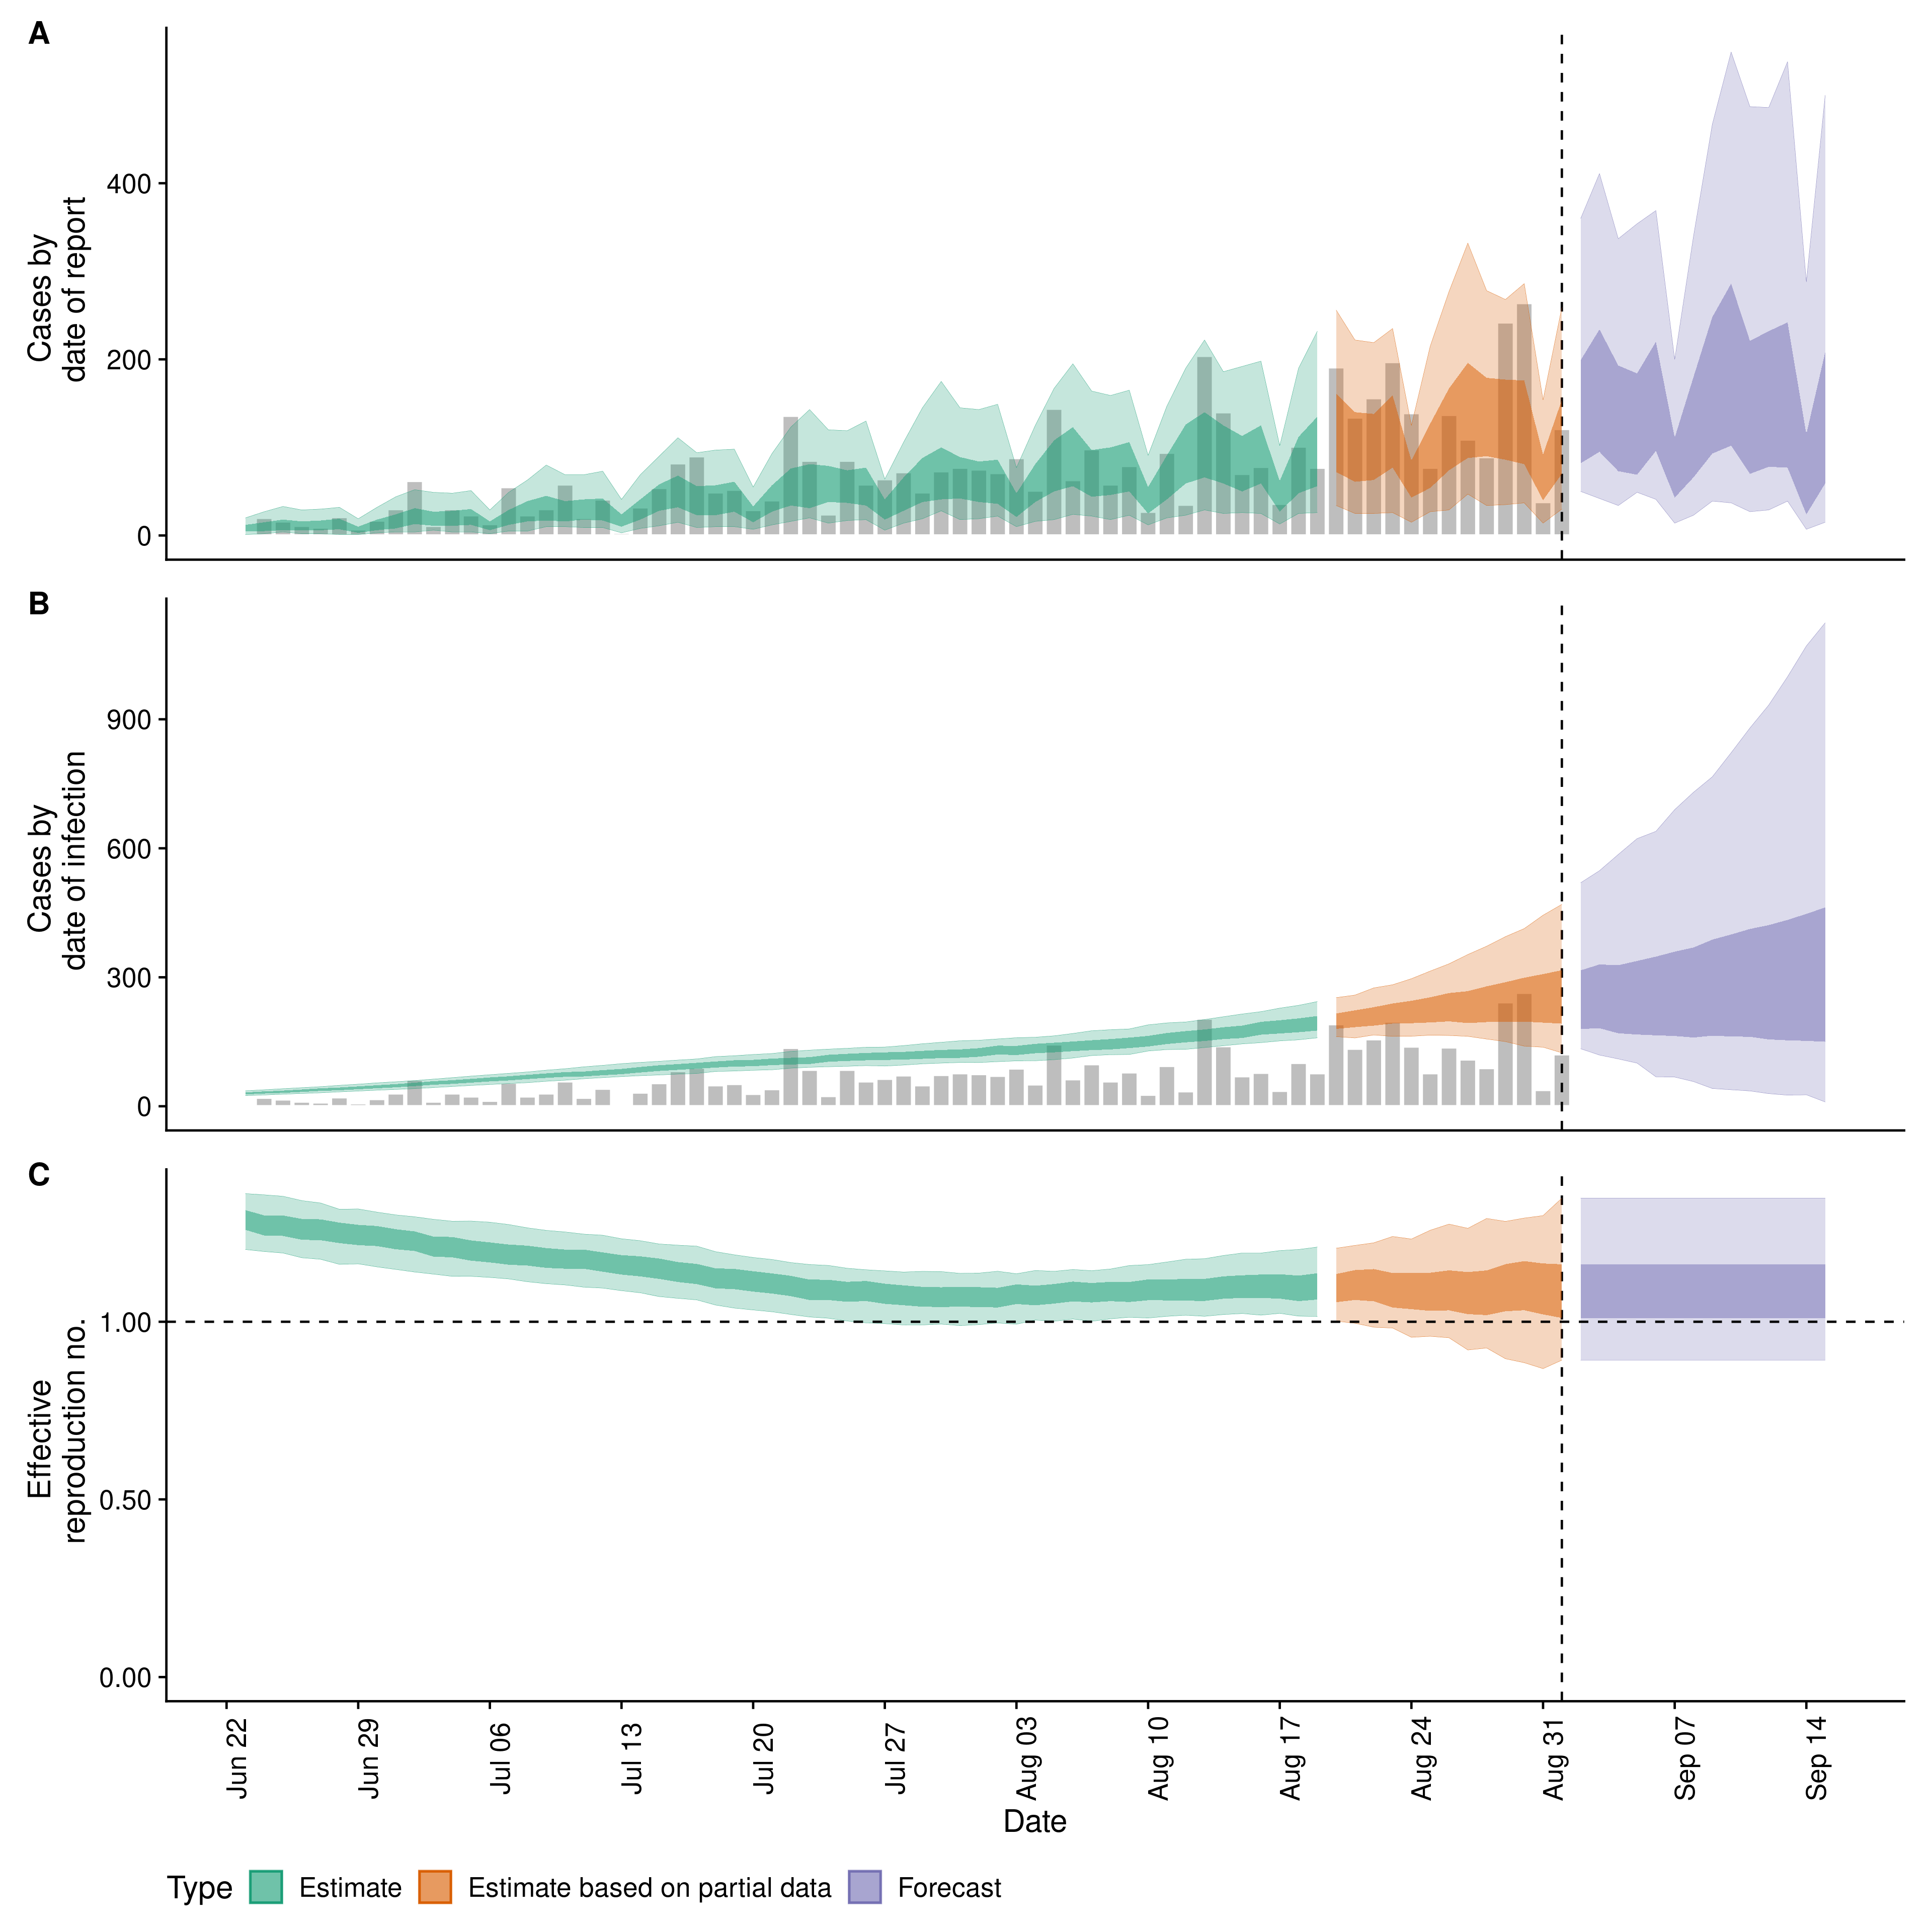 A
Cases by
date of report
400
200
0
B
Cases by
date of infection
900
600
300
0
C
Effective
reproduction no.
1.00
0.50
0.00
Jun 22
Jun 29
Jul 06
Jul 13
Jul 20
Jul 27
Aug 03
Aug 10
Aug 17
Aug 24
Aug 31
Sep 07
Sep 14
Date
Type Estimate Estimate based on partial data Forecast